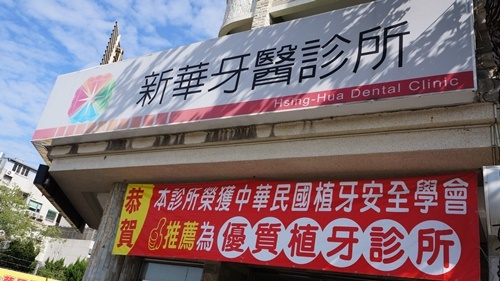 新華牙醫診所
Hsing-Hua Dental Clinic
恭賀
本診所榮獲中華民國植牙安全學會
推薦為優質植牙診所